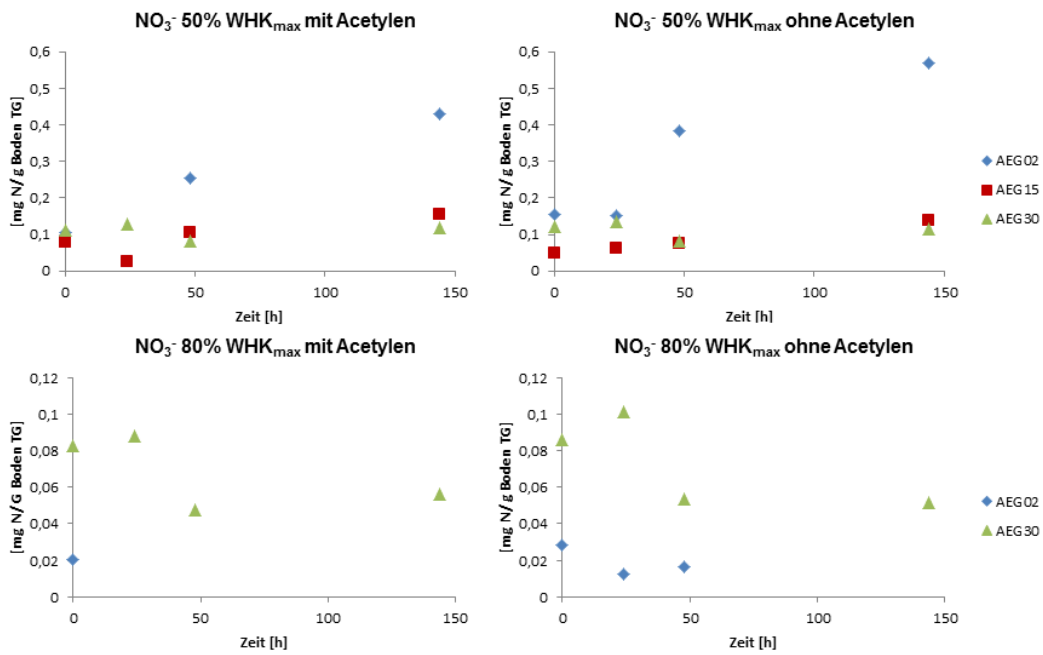 NO₃⁻ 50% WHKmax mit Acetylen
[mg N/ g Boden TG]
0,6
0,5
0,4
0,3
0,2
0,1
0
0 50 100 150
Zeit [h]
NO₃⁻ 50% WHKmax ohne Acetylen
[mg N/ g Boden TG]
0,6
0,5
0,4
0,3
0,2
0,1
0
0 50 100 150
Zeit [h]
AEG02
AEG15
AEG30
NO₃⁻ 80% WHKmax mit Acetylen
[mg N/ G Boden TG]
0,12
0,1
0,08
0,06
0,04
0,02
0
0 50 100 150
Zeit [h]
NO₃⁻ 80% WHKmax ohne Acetylen
[mg N/ g Boden TG]
0,12
0,1
0,08
0,06
0,04
0,02
0
0 50 100 150
Zeit [h]
AEG02
AEG30